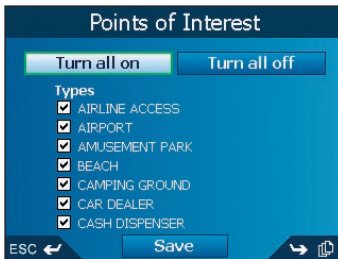 Points of Interest
Turn all on Turn all off
Types
AIRLINE ACCESS
AIRPORT
AMUSEMENT PARK
BEACH
CAMPING GROUND
CAR DEALER
CASH DISPENSER
ESC Save